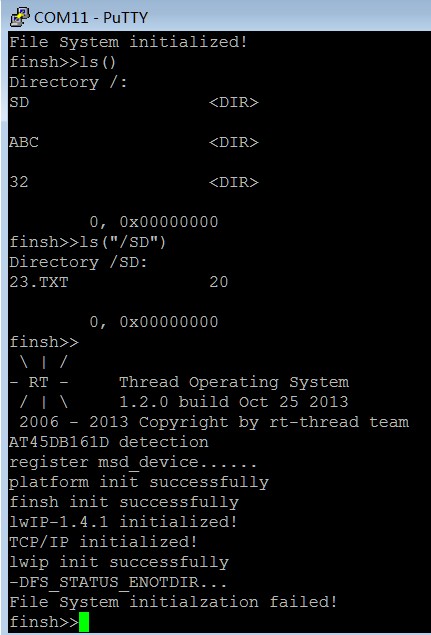 COM11 - PuTTY
File System initialized!
finsh>>ls()
Directory /:
SD                  <DIR>
ABC                 <DIR>
32                  <DIR>
        0, 0x00000000
finsh>>ls("/SD")
Directory /SD:
23.TXT              20
        0, 0x00000000
finsh>>
 \ | /
- RT -     Thread Operating System
 / | \     1.2.0 build Oct 25 2013
 2006 - 2013 Copyright by rt-thread team
AT45DB161D detection
register msd_device......
platform init successfully
finsh init successfully
lwIP-1.4.1 initialized!
TCP/IP initialized!
lwip init successfully
-DFS_STATUS_ENOTDIR...
File System initialzation failed!
finsh>>